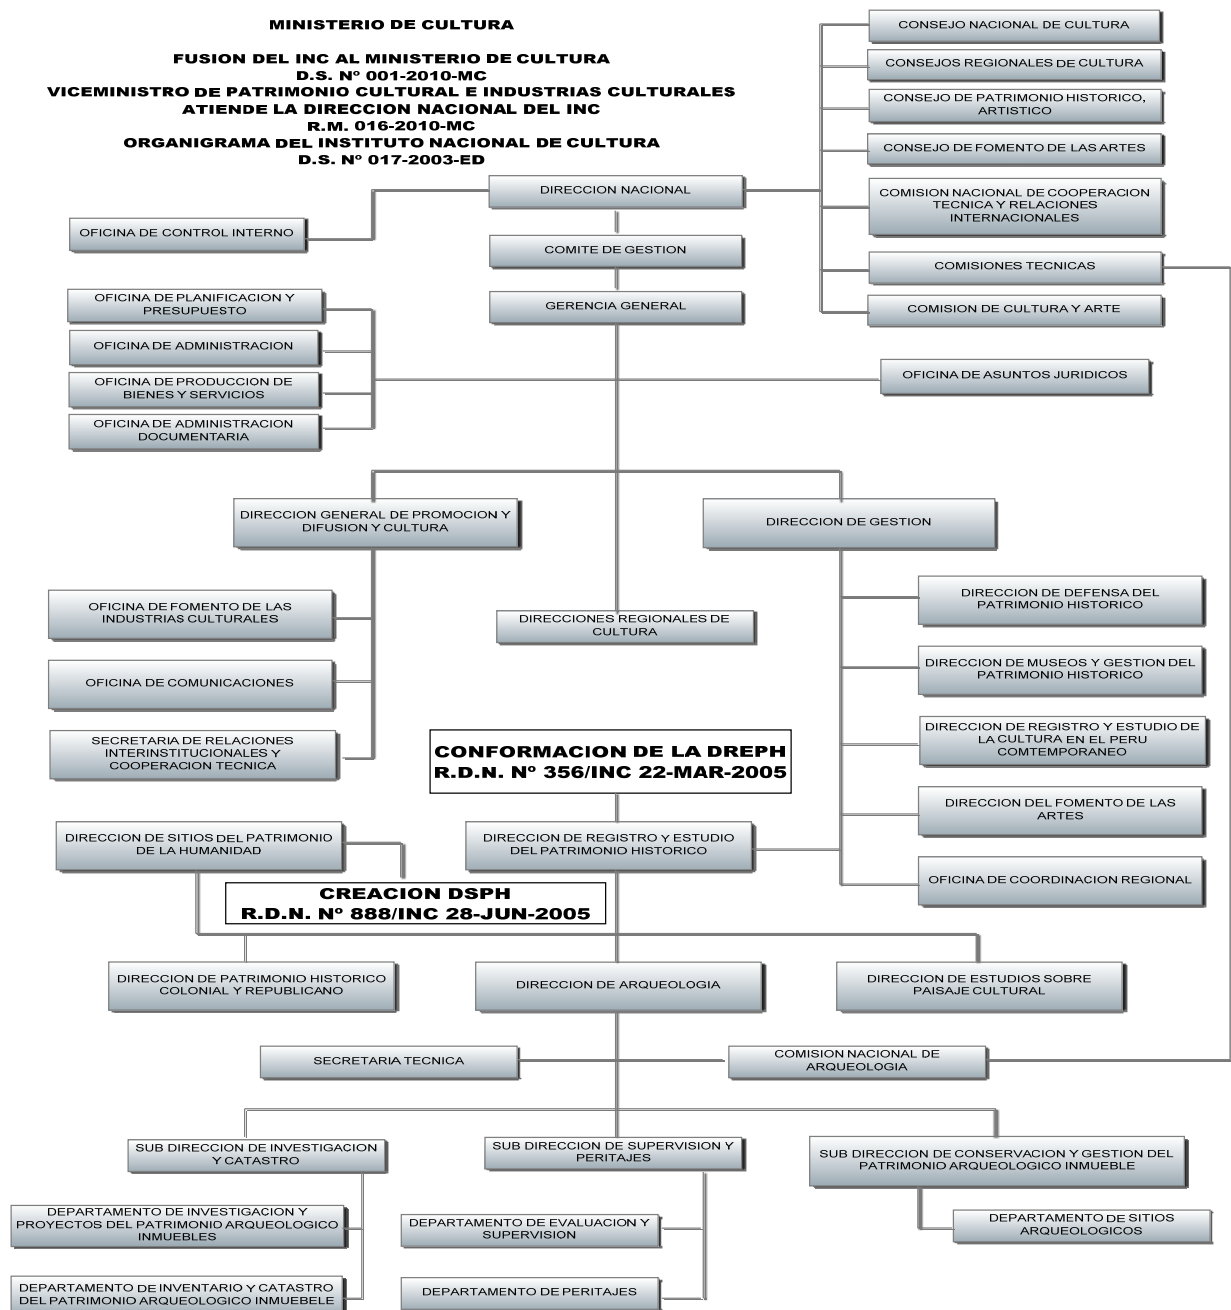 MINISTERIO DE CULTURA
FUSION DEL INC AL MINISTERIO DE CULTURA
D.S. Nº 001-2010-MC
VICEMINISTRO DE PATRIMONIO CULTURAL E INDUSTRIAS CULTURALES
ATIENDE LA DIRECCION NACIONAL DEL INC
R.M. 016-2010-MC
ORGANIGRAMA DEL INSTITUTO NACIONAL DE CULTURA
D.S. Nº 017-2003-ED
CONSEJO NACIONAL DE CULTURA
CONSEJOS REGIONALES DE CULTURA
CONSEJO DE PATRIMONIO HISTORICO,
ARTISTICO
CONSEJO DE FOMENTO DE LAS ARTES
COMISION NACIONAL DE COOPERACION
TECNICA Y RELACIONES
INTERNACIONALES
COMISIONES TECNICAS
COMISION DE CULTURA Y ARTE
DIRECCION NACIONAL
OFICINA DE CONTROL INTERNO
COMITE DE GESTION
GERENCIA GENERAL
OFICINA DE PLANIFICACION Y
PRESUPUESTO
OFICINA DE ADMINISTRACION
OFICINA DE PRODUCCION DE
BIENES Y SERVICIOS
OFICINA DE ADMINISTRACION
DOCUMENTARIA
OFICINA DE ASUNTOS JURIDICOS
DIRECCION GENERAL DE PROMOCION Y
DIFUSION Y CULTURA
DIRECCION DE GESTION
OFICINA DE FOMENTO DE LAS
INDUSTRIAS CULTURALES
OFICINA DE COMUNICACIONES
SECRETARIA DE RELACIONES
INTERINSTITUCIONALES Y
COOPERACION TECNICA
DIRECCIONES REGIONALES DE
CULTURA
DIRECCION DE DEFENSA DEL
PATRIMONIO HISTORICO
DIRECCION DE MUSEOS Y GESTION DEL
PATRIMONIO HISTORICO
DIRECCION DE REGISTRO Y ESTUDIO DE
LA CULTURA EN EL PERU
COMTEMPORANEO
DIRECCION DEL FOMENTO DE LAS
ARTES
OFICINA DE COORDINACION REGIONAL
CONFORMACION DE LA DREPH
R.D.N. Nº 356/INC 22-MAR-2005
DIRECCION DE SITIOS DEL PATRIMONIO
DE LA HUMANIDAD
DIRECCION DE REGISTRO Y ESTUDIO
DEL PATRIMONIO HISTORICO
CREACION DSPH
R.D.N. Nº 888/INC 28-JUN-2005
DIRECCION DE PATRIMONIO HISTORICO
COLONIAL Y REPUBLICANO
DIRECCION DE ARQUEOLOGIA
DIRECCION DE ESTUDIOS SOBRE
PAISAJE CULTURAL
SECRETARIA TECNICA
COMISION NACIONAL DE
ARQUEOLOGIA
SUB DIRECCION DE INVESTIGACION
Y CATASTRO
SUB DIRECCION DE SUPERVISION Y
PERITAJES
SUB DIRECCION DE CONSERVACION Y GESTION DEL
PATRIMONIO ARQUEOLOGICO INMUEBLE
DEPARTAMENTO DE INVESTIGACION Y
PROYECTOS DEL PATRIMONIO ARQUEOLOGICO
INMUEBLES
DEPARTAMENTO DE EVALUACION Y
SUPERVISION
DEPARTAMENTO DE SITIOS
ARQUEOLOGICOS
DEPARTAMENTO DE INVENTARIO Y CATASTRO
DEL PATRIMONIO ARQUEOLOGICO INMUEBELE
DEPARTAMENTO DE PERITAJES